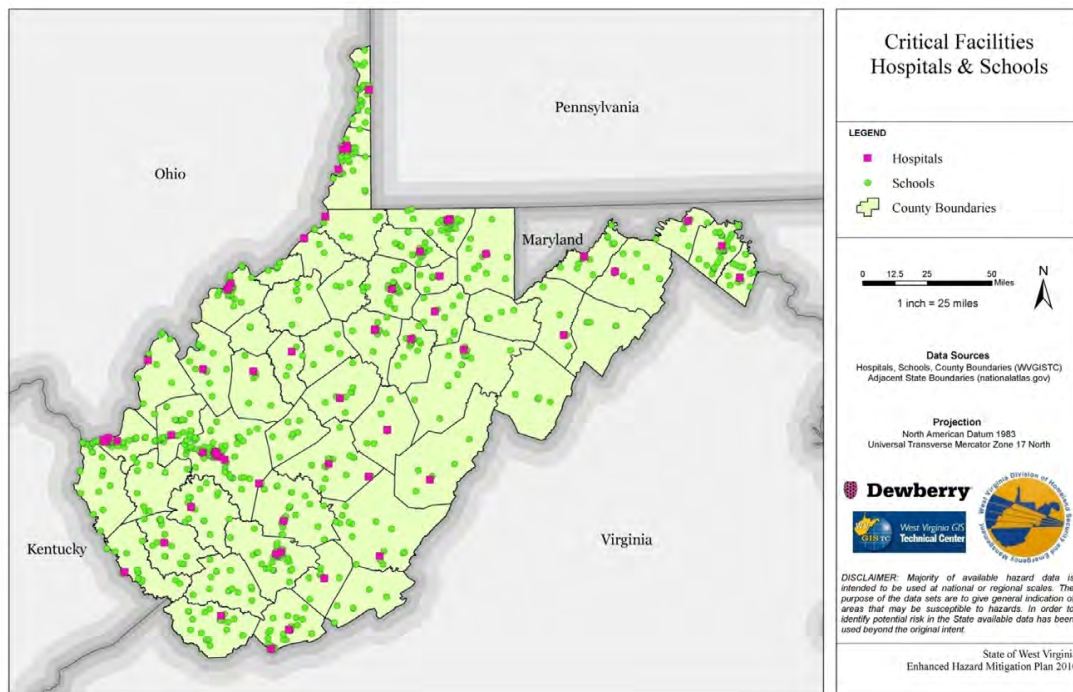 Pennsylvania
Ohio
Maryland
Kentucky
Virginia
Critical Facilities
Hospitals & Schools
LEGEND
Hospitals
Schools
County Boundaries
0 12.5 25 50
Miles
1 inch = 25 miles
N
Data Sources
Hospitals, Schools, County Boundaries (WVGISTC)
Adjacent State Boundaries (nationalatlas.gov)
Projection
North American Datum 1983
Universal Transverse Mercator Zone 17 North
Dewberry
GISTC
West Virginia GIS
Technical Center
West Virginia Division of Homeland Security and Emergency Management
DISCLAIMER: Majority of available hazard data is
intended to be used at national or regional scales. The
purpose of the data sets are to give general indication of
areas that may be susceptible to hazards. In order to
identify potential risk in the State available data has been
used beyond the original intent
State of West Virginia
Enhanced Hazard Mitigation Plan 2010